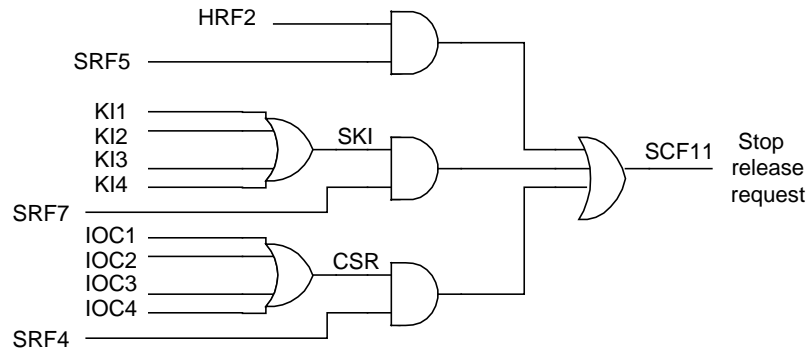 HRF2
SRF5
KI1
KI2
KI3
KI4
SKI
SRF7
SCF11
Stop
release
request
IOC1
IOC2
IOC3
IOC4
CSR
SRF4